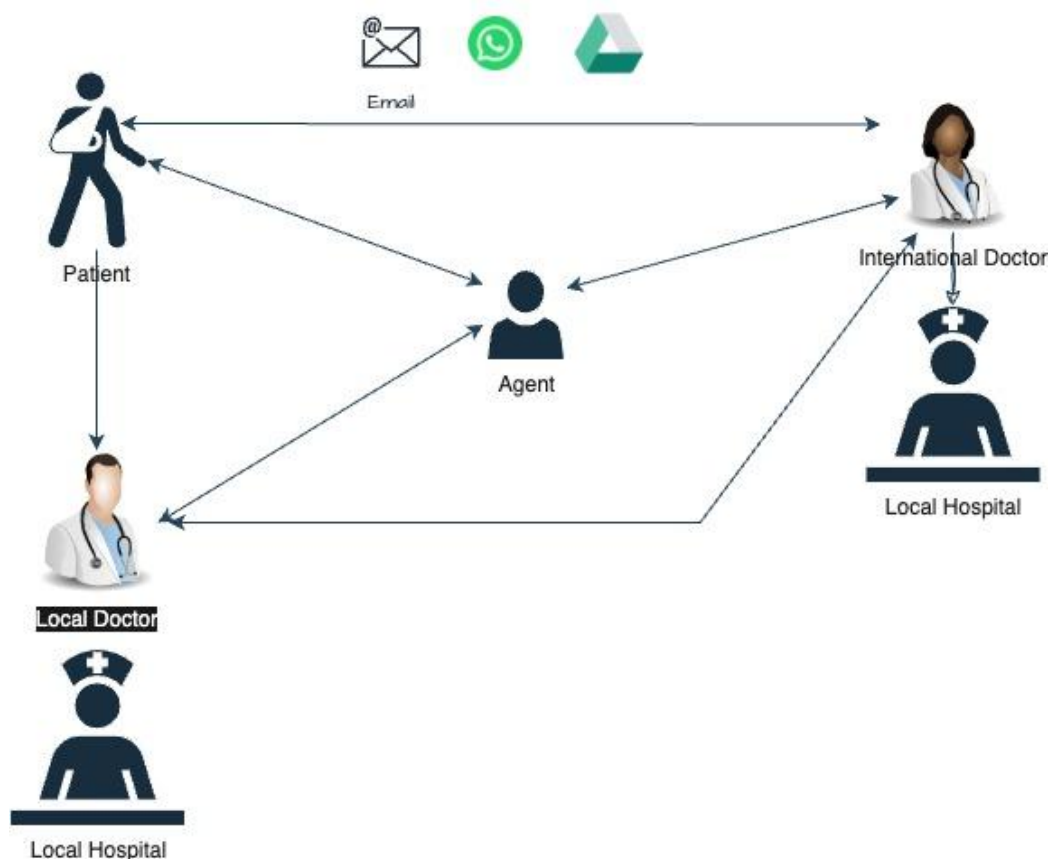 @
Email
Patient
International Doctor
Agent
Local Hospital
Local Doctor
Local Hospital